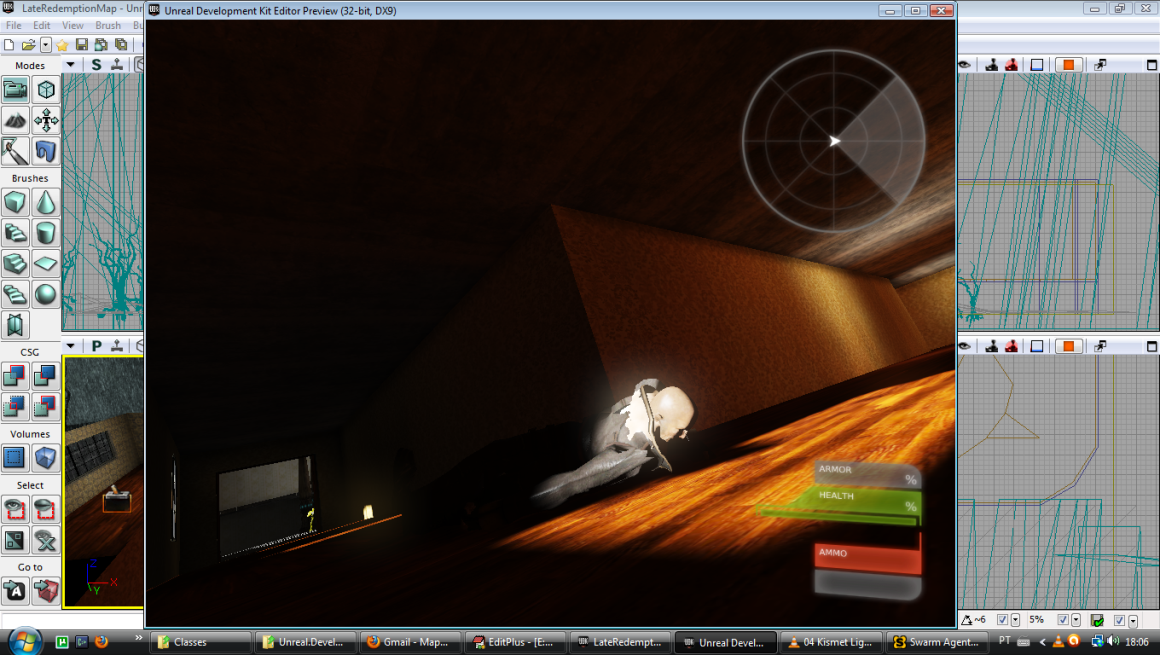 LateRedemptionMap - Unr
Unreal Development Kit Editor Preview (32-bit, DX9)
File Edit View Brush Bu
Modes
S
Brushes
P
CSG
Volumes
Select
Go to
Z
X
Y
ARMOR
%
HEALTH
%
AMMO
~6
5%
Classes
Unreal.Devel...
Gmail - Map...
EditPlus - [E:...
LateRedempt...
Unreal Devel...
04 Kismet Lig...
Swarm Agent...
PT
18:06